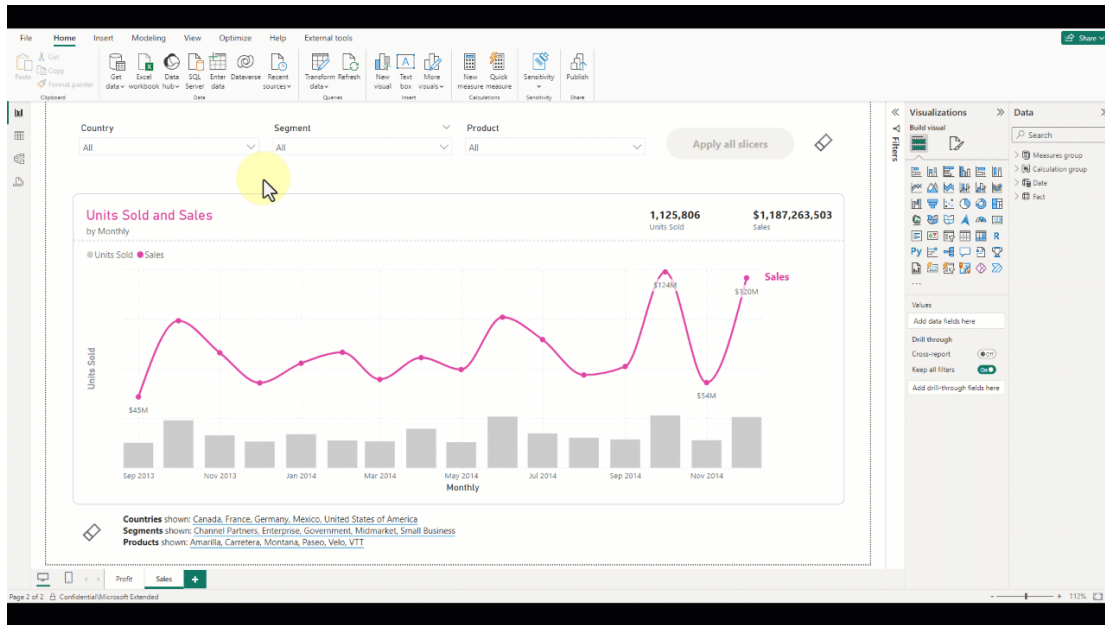 File Home Insert Modeling View Optimize Help External tools
Share
Paste
Cut
Copy
Format painter
Get data
Excel workbook
Data hub
SQL Server
Enter data
Dataverse
Recent sources
Transform data
Refresh
New visual
Text box
More visuals
New measure
Quick measure
Sensitivity
Publish
Clipboard
Data
Queries
Insert
Calculations
Sensitivity
Share
Country
All
Segment
All
Product
All
Apply all slicers
Units Sold and Sales
by Monthly
1,125,806
Units Sold
$1,187,263,503
Sales
Units Sold Sales
Sales
$124M
$120M
$45M
$54M
Units Sold
Sep 2013 Nov 2013 Jan 2014 Mar 2014 May 2014 Jul 2014 Sep 2014 Nov 2014
Monthly
Countries shown: Canada, France, Germany, Mexico, United States of America
Segments shown: Channel Partners, Enterprise, Government, Midmarket, Small Business
Products shown: Amarilla, Carretera, Montana, Paseo, Velo, VTT
Filters
Visualizations
Build visual
R
Py
...
Values
Add data fields here
Drill through
Cross-report
Off
Keep all filters
On
Add drill-through fields here
Data
Search
Measures group
Calculation group
Date
Fact
Profit Sales +
Page 2 of 2
Confidential\Microsoft Extended
- + 112%